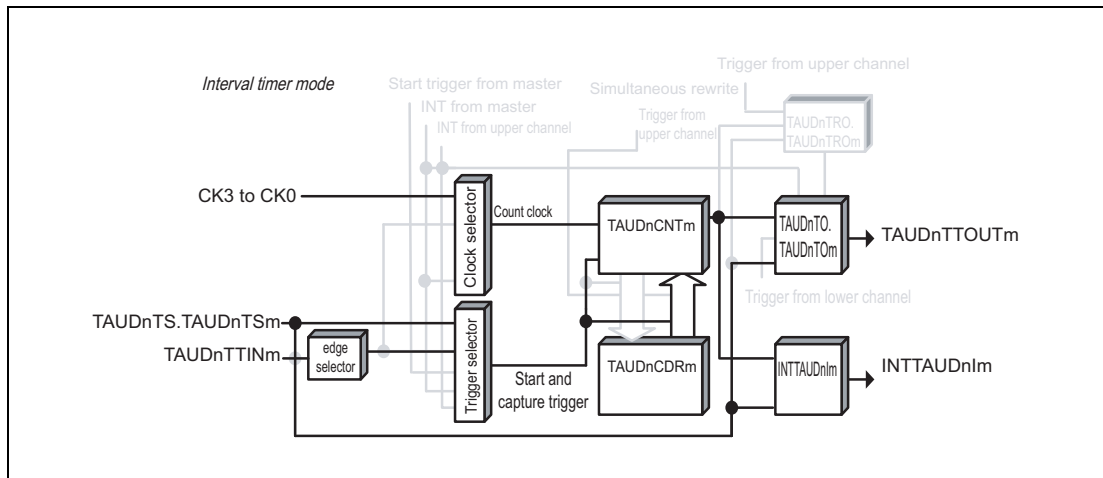 Interval timer mode
Start trigger from master
INT from master
INT from upper channel
Simultaneous rewrite
Trigger from
upper channel
Trigger from upper channel
TAUDnTRO.
TAUDnTROm
CK3 to CK0
Clock selector
Count clock
TAUDnCNTm
TAUDnTO.
TAUDnTOm
TAUDnTTOUTm
Trigger from lower channel
TAUDnTS.TAUDnTSm
TAUDnTTINm
edge
selector
Trigger selector
Start and
capture trigger
TAUDnCDRm
INTTAUDnIm
INTTAUDnIm